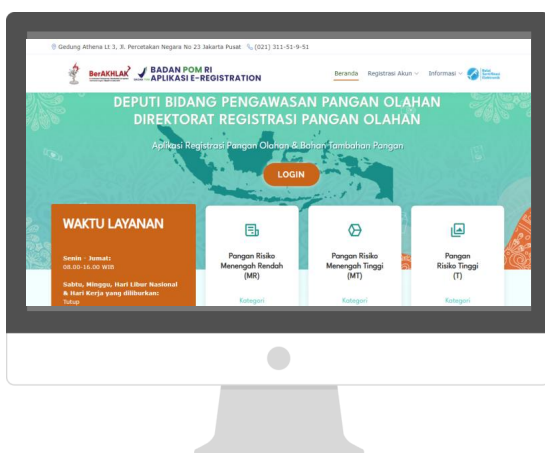 Gedung Athena Lt 3, Jl. Percetakan Negara No 23 Jakarta Pusat (021) 311-51-9-51
BerAKHLAK BADAN POM BADAN POM RI
APLIKASI E-REGISTRATION
Beranda Registrasi Akun Informasi
DEPUTI BIDANG PENGAWASAN PANGAN OLAHAN
DIREKTORAT REGISTRASI PANGAN OLAHAN
Aplikasi Registrasi Pangan Olahan & Bahan Tambahan Pangan
LOGIN
WAKTU LAYANAN
Senin - Jumat:
08.00-16.00 WIB
Sabtu, Minggu, Hari Libur Nasional
& Hari Kerja yang diliburkan:
Tutup
Pangan Risiko
Menengah Rendah
(MR)
Kategori
Pangan Risiko
Menengah Tinggi
(MT)
Kategori
Pangan
Risiko Tinggi
(T)
Kategori